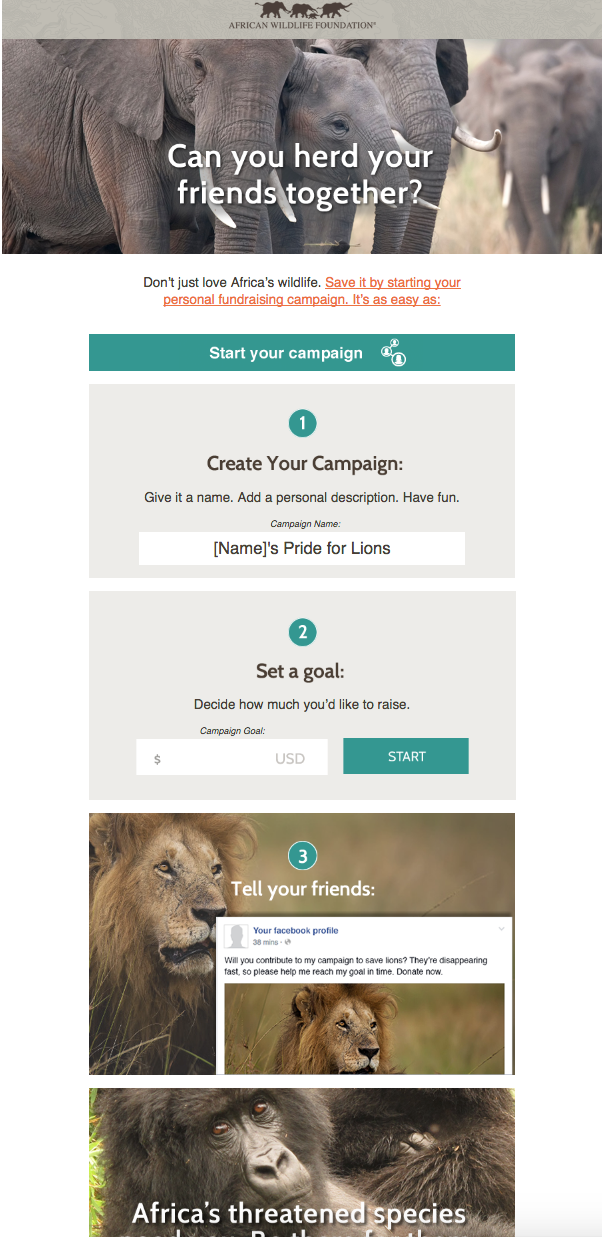 AFRICAN WILDLIFE FOUNDATION®
Can you herd your
friends together?
Don't just love Africa's wildlife. Save it by starting your
personal fundraising campaign. It's as easy as:
Start your campaign
1
Create Your Campaign:
Give it a name. Add a personal description. Have fun.
Campaign Name:
[Name]'s Pride for Lions
2
Set a goal:
Decide how much you'd like to raise.
Campaign Goal:
$ USD
START
3
Tell your friends:
Your facebook profile
38 mins ·
Will you contribute to my campaign to save lions? They're disappearing
fast, so please help me reach my goal in time. Donate now.
Africa's threatened species